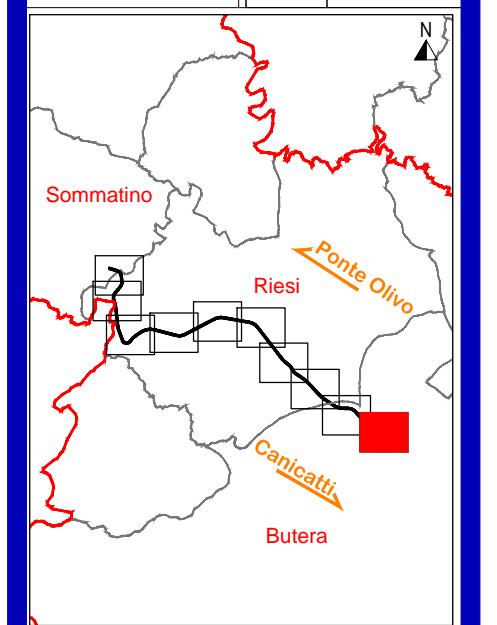 N
Sommatino
Ponte Olivo
Riesi
Canicatti
Butera